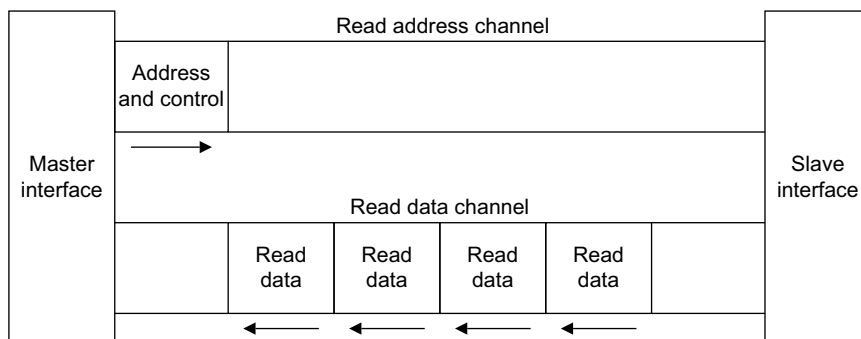 Read address channel
Address
and control
Master
interface
Slave
interface
Read data channel
Read
data
Read
data
Read
data
Read
data